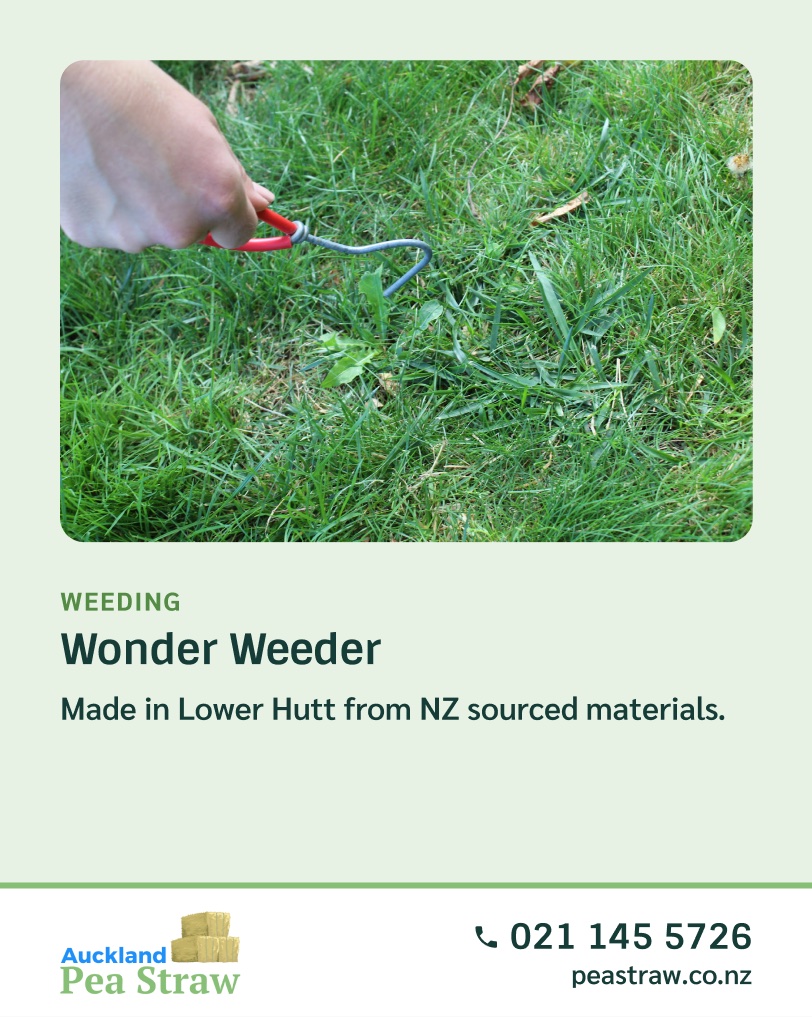 WEEDING
Wonder Weeder
Made in Lower Hutt from NZ sourced materials.
Auckland
Pea Straw
021 145 5726
peastraw.co.nz